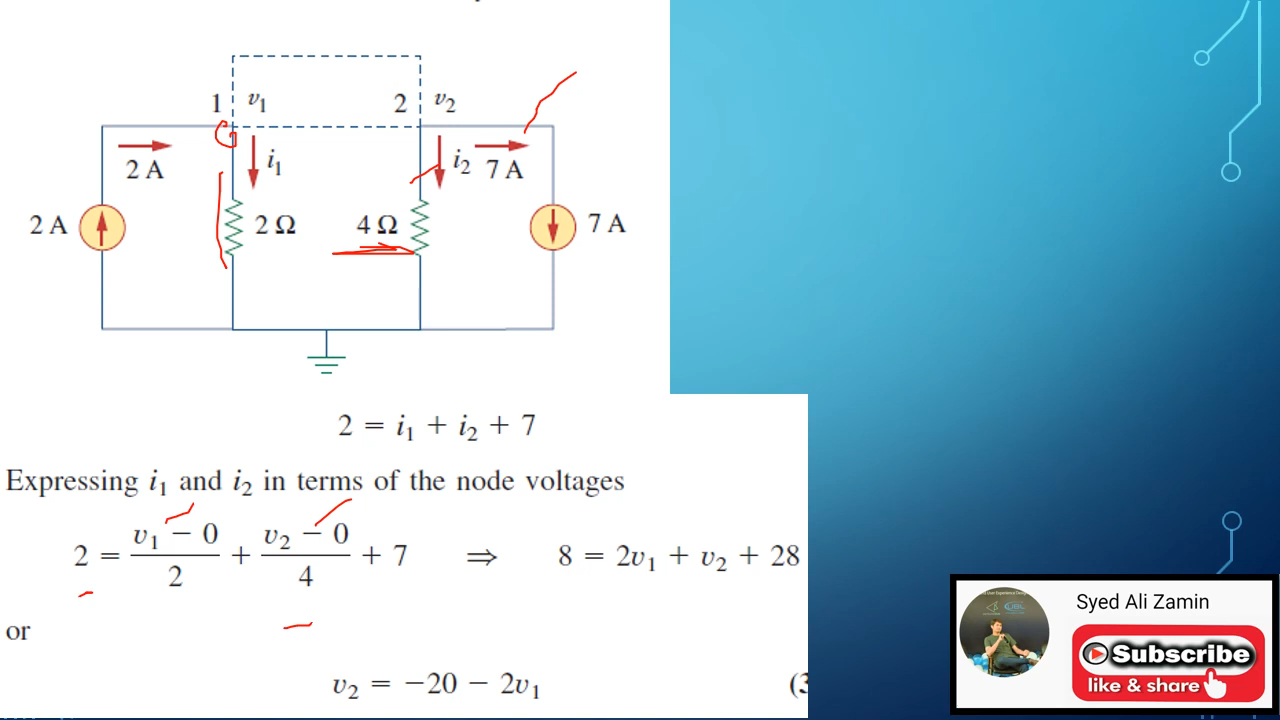 1 v₁ 2 v₂
2 A i₁ i₂ 7 A
2 A 2 Ω 4 Ω 7 A
2 = i₁ + i₂ + 7
Expressing i₁ and i₂ in terms of the node voltages
2 = (v₁ − 0)/2 + (v₂ − 0)/4 + 7 ⇒ 8 = 2v₁ + v₂ + 28
or
v₂ = −20 − 2v₁ (3
Syed Ali Zamin
Subscribe
like & share